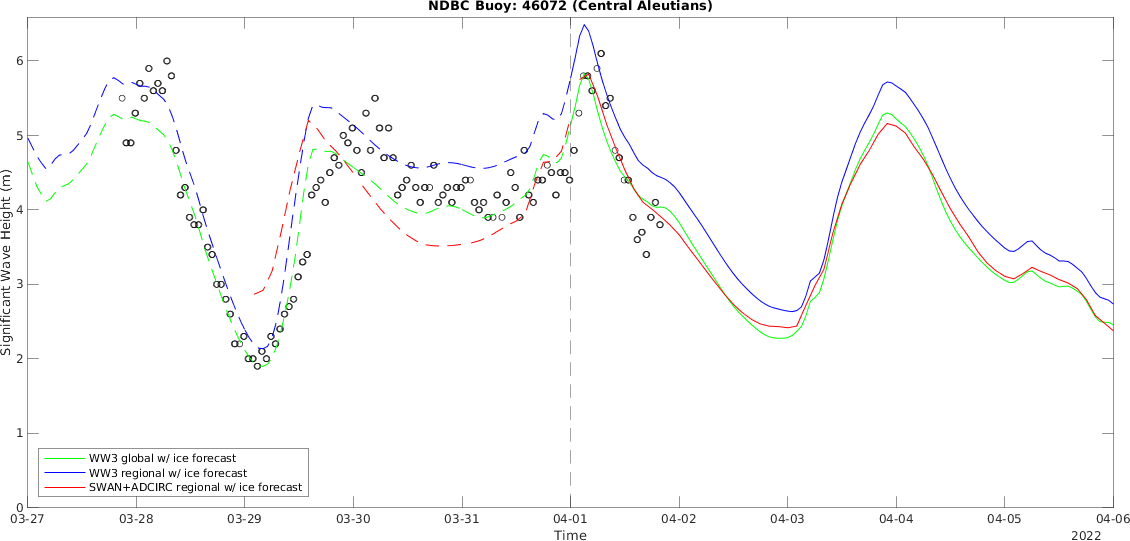 NDBC Buoy: 46072 (Central Aleutians)
Significant Wave Height (m)
6
5
4
3
2
1
0
WW3 global w/ ice forecast
WW3 regional w/ ice forecast
SWAN+ADCIRC regional w/ ice forecast
03-27 03-28 03-29 03-30 03-31 04-01 04-02 04-03 04-04 04-05 04-06
Time
2022